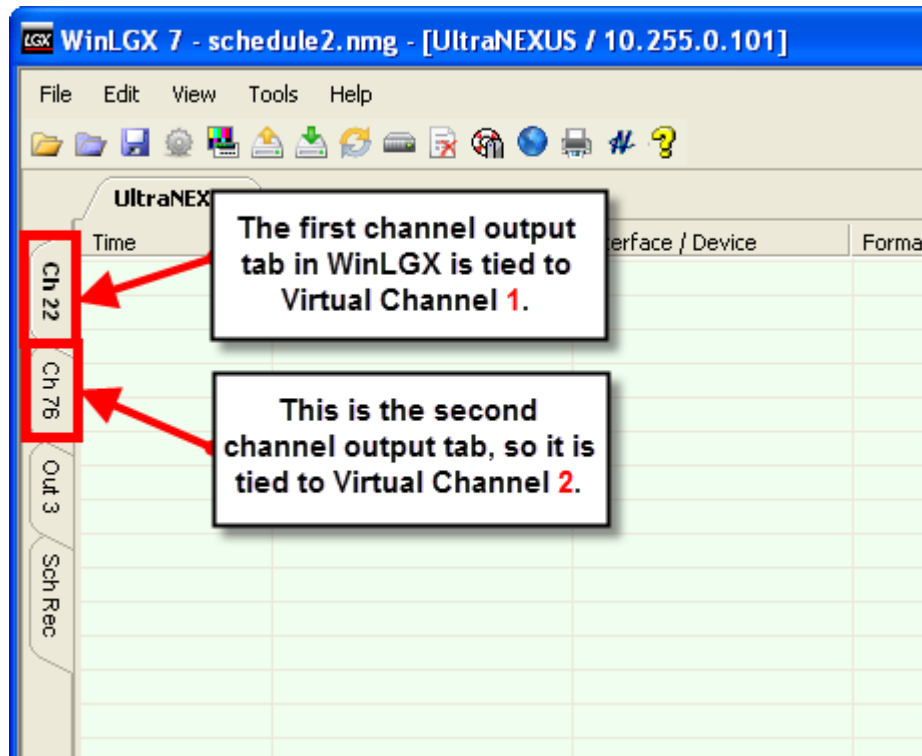 LGX WinLGX 7 - schedule2.nmg - [UltraNEXUS / 10.255.0.101]
File Edit View Tools Help
UltraNEX
Time erface / Device Forma
The first channel output
tab in WinLGX is tied to
Virtual Channel 1.
Ch 22
This is the second
channel output tab, so it is
tied to Virtual Channel 2.
Ch 76
Out 3
Sch Rec